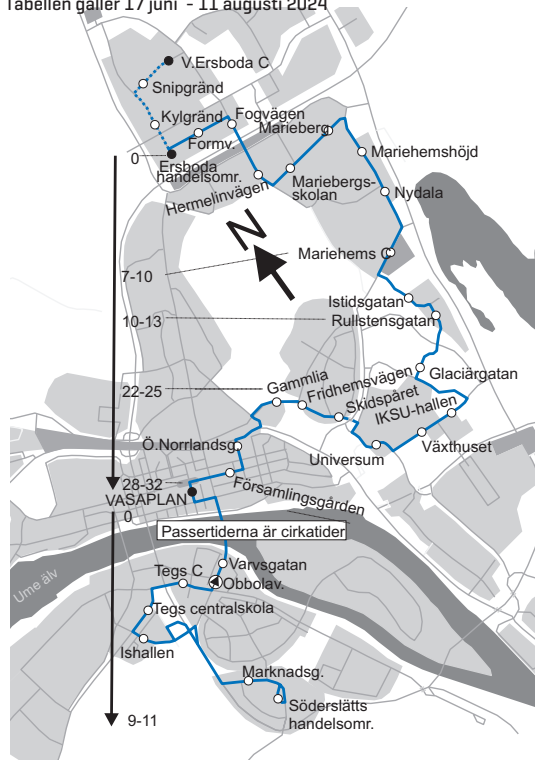 Tabellen gäller 17 juni - 11 augusti 2024
V.Ersboda C
Snipgränd
Kylgränd
Fogvägen
Formv.
Marieberg
0
Ersboda
handelsomr.
Mariehemshöjd
Hermelinvägen
Mariebergs-
skolan
Nydala
N
Mariehems C
7-10
Istidsgatan
10-13
Rullstensgatan
Glaciärgatan
22-25
Gammlia
Fridhemsvägen
Skidspåret
IKSU-hallen
Ö.Norrlandsg.
Universum
Växthuset
28-32
VASAPLAN
Församlingsgården
0
Passertiderna är cirkatider
Ume älv
Varvsgatan
Tegs C
Obbolav.
Tegs centralskola
Ishallen
Marknadsg.
Söderslätts
handelsomr.
9-11